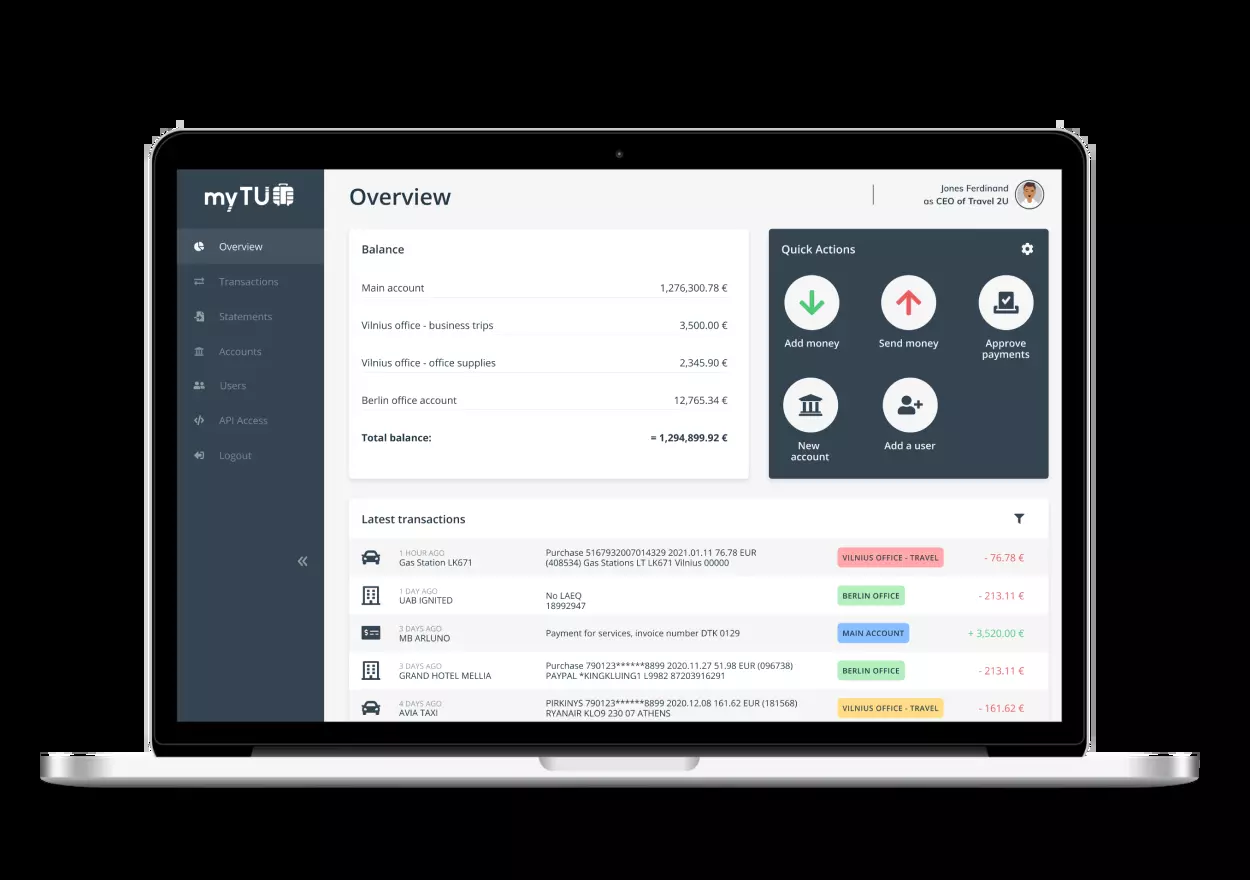 myTU
Overview
Jones Ferdinand
as CEO of Travel 2U
Overview
Transactions
Statements
Accounts
Users
API Access
Logout
Balance
Main account 1,276,300.78 €
Vilnius office - business trips 3,500.00 €
Vilnius office - office supplies 2,345.90 €
Berlin office account 12,765.34 €
Total balance: = 1,294,899.92 €
Quick Actions
Add money
Send money
Approve
payments
New
account
Add a user
Latest transactions
1 HOUR AGO
Gas Station LK671
Purchase 5167932007014329 2021.01.11 76.78 EUR
(408534) Gas Stations LT LK671 Vilnius 00000
VILNIUS OFFICE - TRAVEL
- 76.78 €
1 DAY AGO
UAB IGNITED
No LAEQ
18992947
BERLIN OFFICE
- 213.11 €
3 DAYS AGO
MB ARLUNO
Payment for services, invoice number DTK 0129
MAIN ACCOUNT
+ 3,520.00 €
3 DAYS AGO
GRAND HOTEL MELLIA
Purchase 790123******8899 2020.11.27 51.98 EUR (096738)
PAYPAL *KINGKLUING1 L9982 87203916291
BERLIN OFFICE
- 213.11 €
4 DAYS AGO
AVIA TAXI
PIRKINYS 790123******8899 2020.12.08 161.62 EUR (181568)
RYANAIR KLO9 230 07 ATHENS
VILNIUS OFFICE - TRAVEL
- 161.62 €